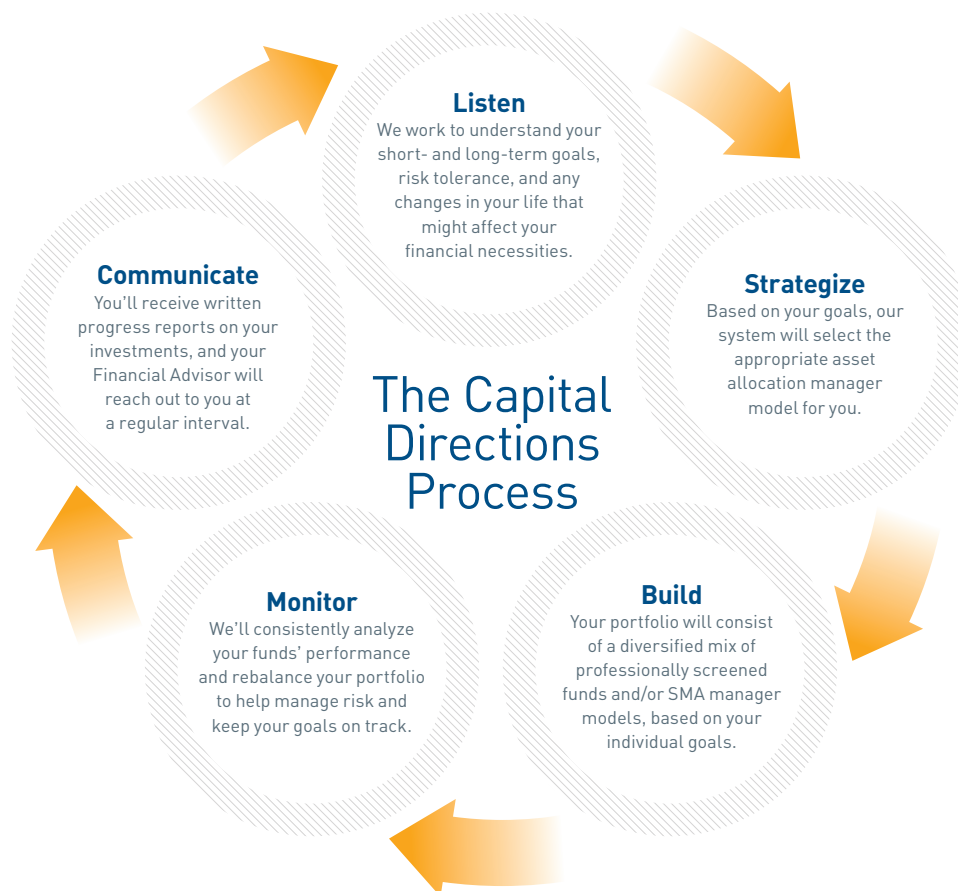 Listen
We work to understand your
short- and long-term goals,
risk tolerance, and any
changes in your life that
might affect your
financial necessities.
Strategize
Based on your goals, our
system will select the
appropriate asset
allocation manager
model for you.
Build
Your portfolio will consist
of a diversified mix of
professionally screened
funds and/or SMA manager
models, based on your
individual goals.
Monitor
We'll consistently analyze
your funds’ performance
and rebalance your portfolio
to help manage risk and
keep your goals on track.
Communicate
You'll receive written
progress reports on your
investments, and your
Financial Advisor will
reach out to you at
a regular interval.
The Capital
Directions
Process